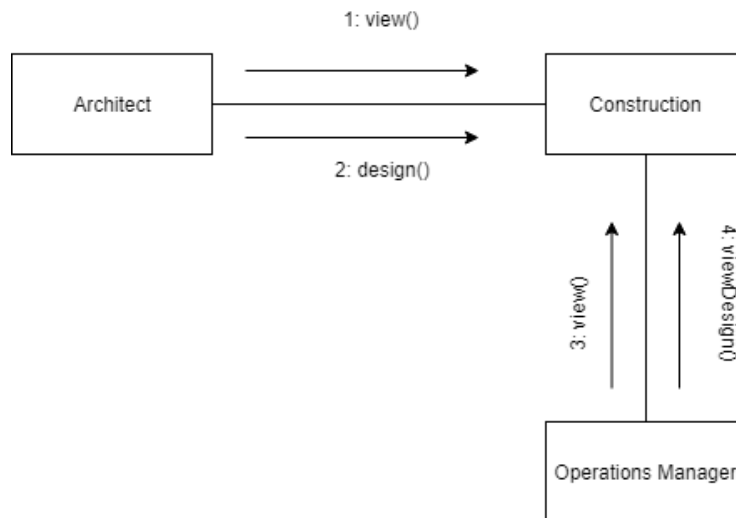 1: view()
Architect
Construction
2: design()
3: view()
4: viewDesign()
Operations Manager